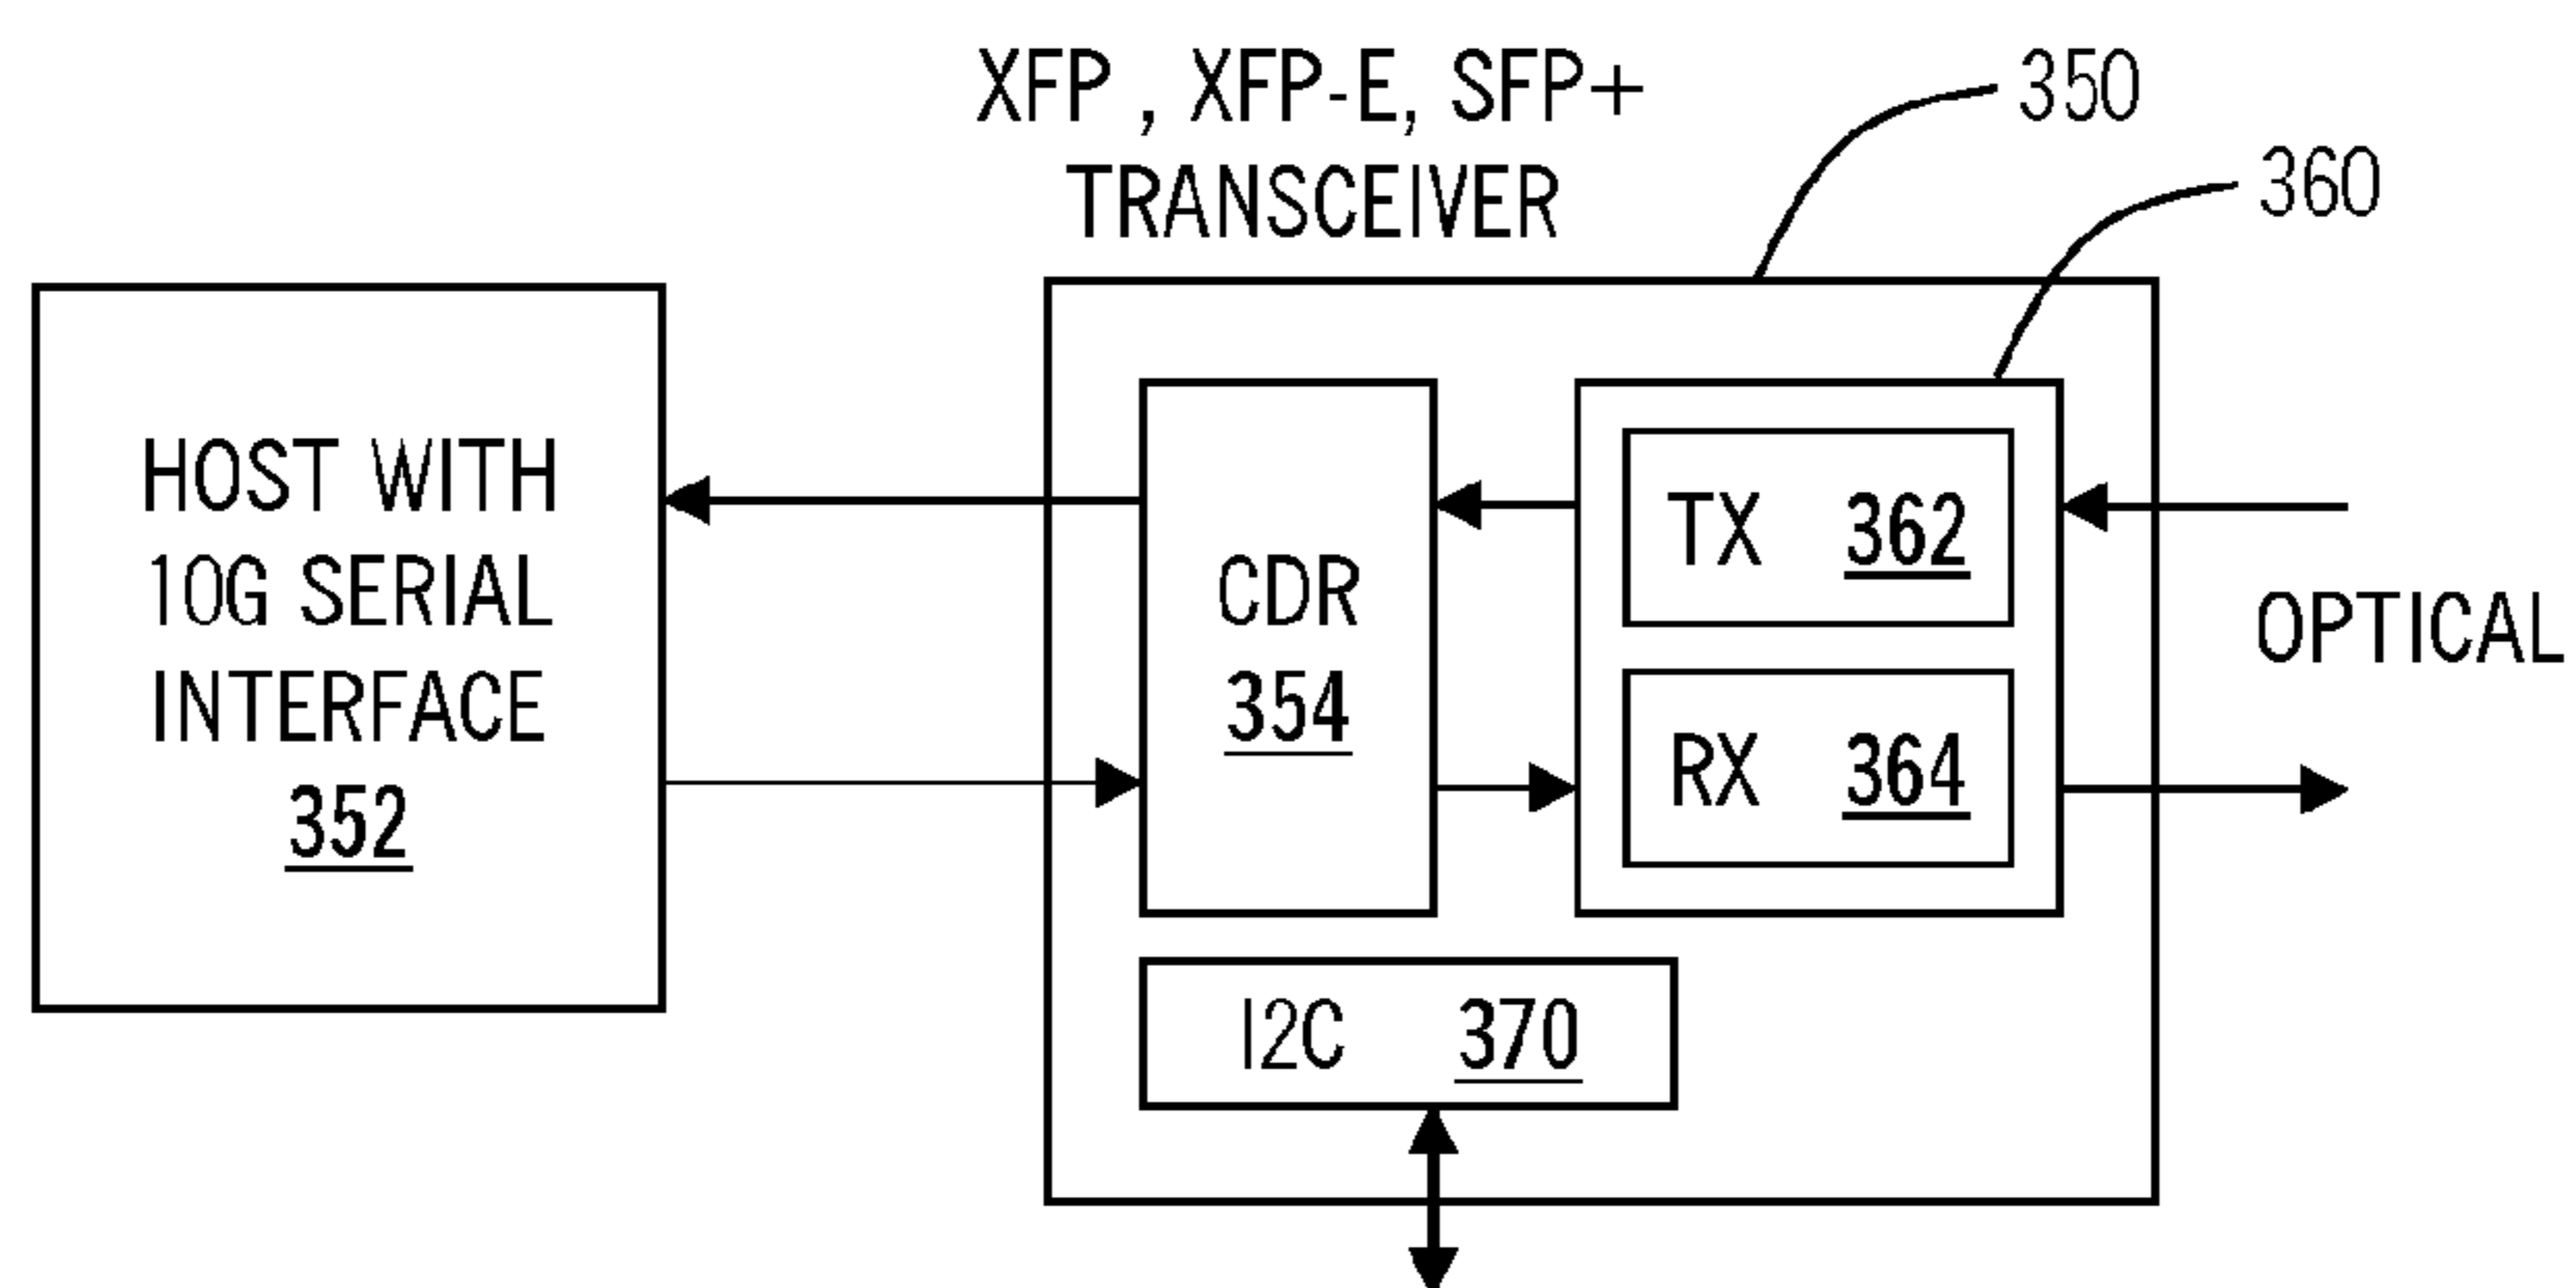 XFP , XFP-E, SFP+
TRANSCEIVER
350
360
HOST WITH
10G SERIAL
INTERFACE
352
CDR
354
TX 362
RX 364
OPTICAL
I2C 370